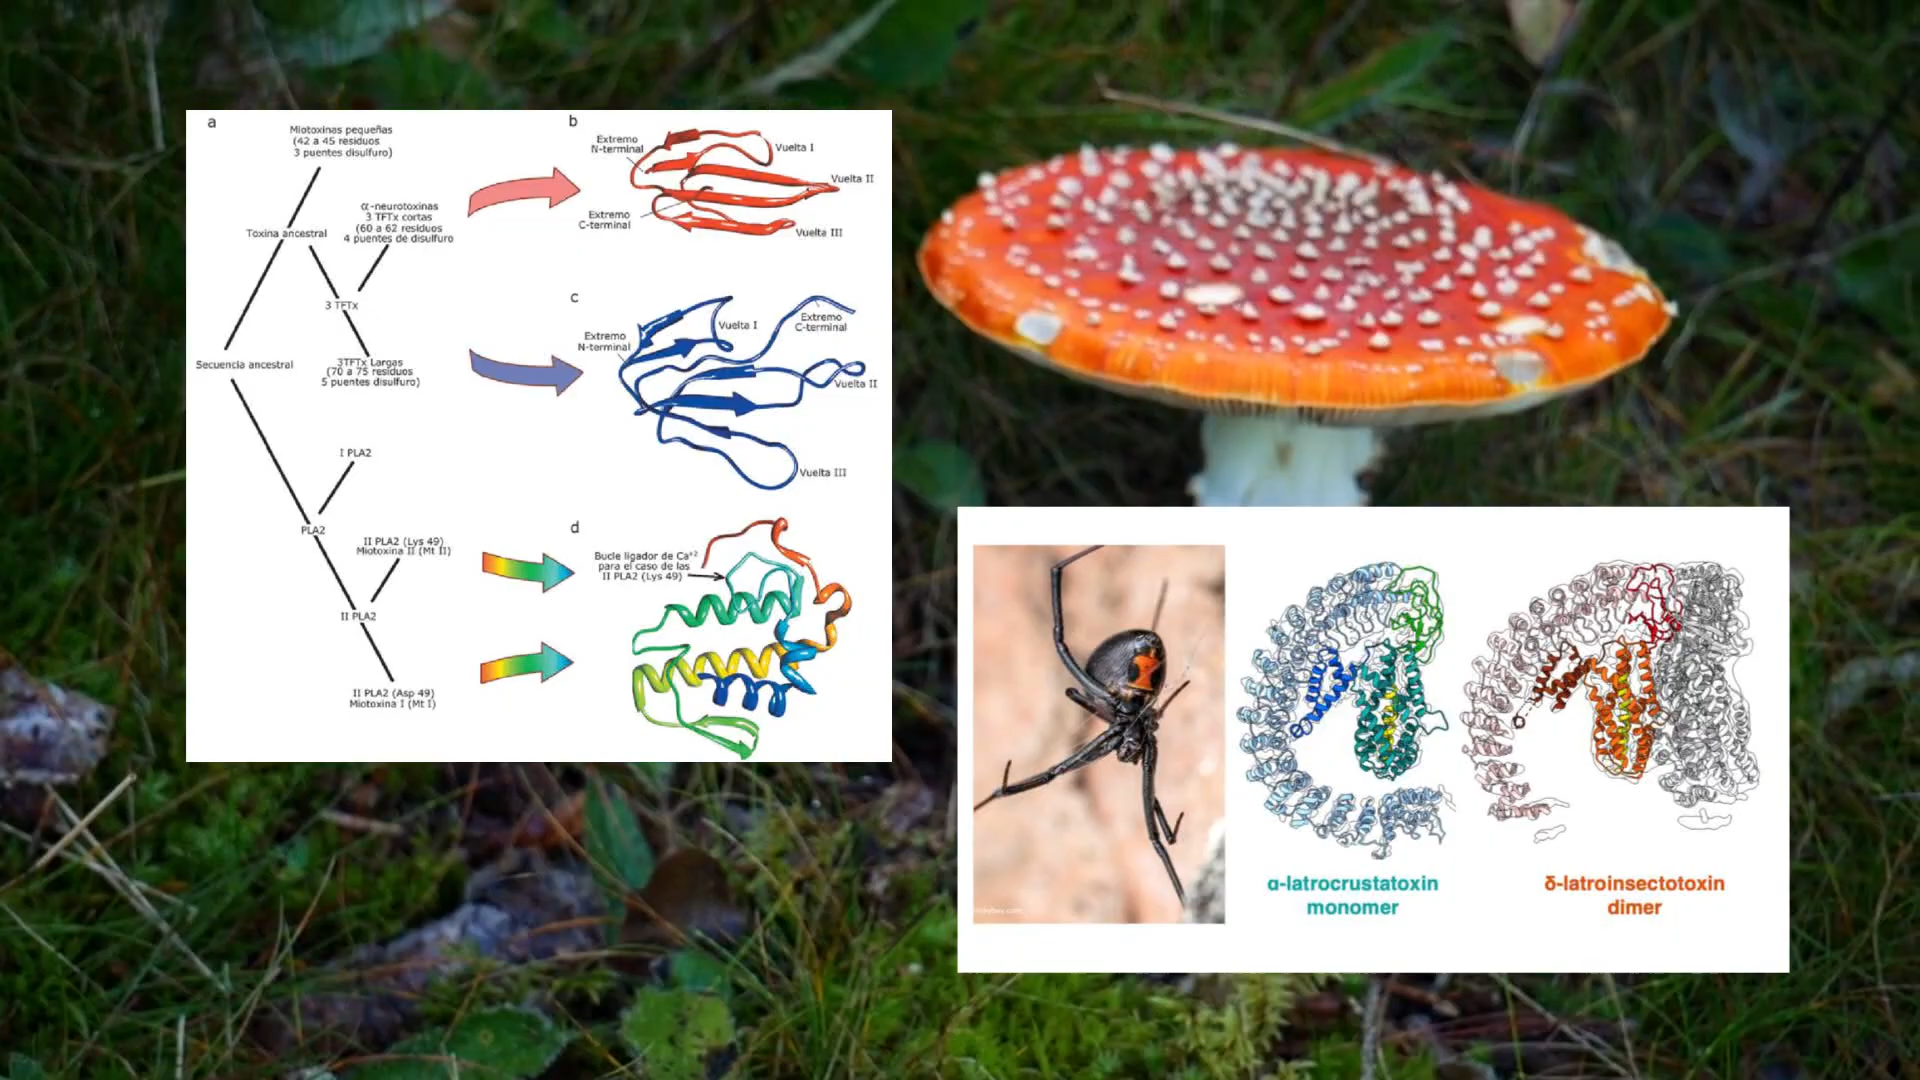 a
Miotoxinas pequeñas
(42 a 45 residuos
3 puentes disulfuro)
α-neurotoxinas
3 TFTx cortas
(60 a 62 residuos
4 puentes de disulfuro
Toxina ancestral
3 TFTx
Secuencia ancestral
3TFTx Largas
(70 a 75 residuos
5 puentes disulfuro)
I PLA2
PLA2
II PLA2 (Lys 49)
Miotoxina II (Mt II)
II PLA2
II PLA2 (Asp 49)
Miotoxina I (Mt I)
b
Extremo
N-terminal
Vuelta I
Vuelta II
Extremo
C-terminal
Vuelta III
c
Extremo
N-terminal
Vuelta I
Extremo
C-terminal
Vuelta II
Vuelta III
d
Bucle ligador de Ca⁺²
para el caso de las
II PLA2 (Lys 49)
α-latrocrustatoxin
monomer
δ-latroinsectotoxin
dimer